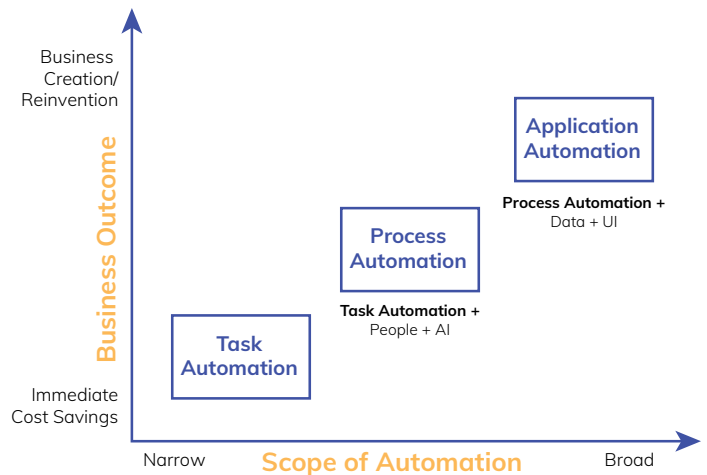 Business
Creation/
Reinvention
Business Outcome
Immediate
Cost Savings
Application
Automation
Process Automation +
Data + UI
Process
Automation
Task Automation +
People + AI
Task
Automation
Narrow
Scope of Automation
Broad